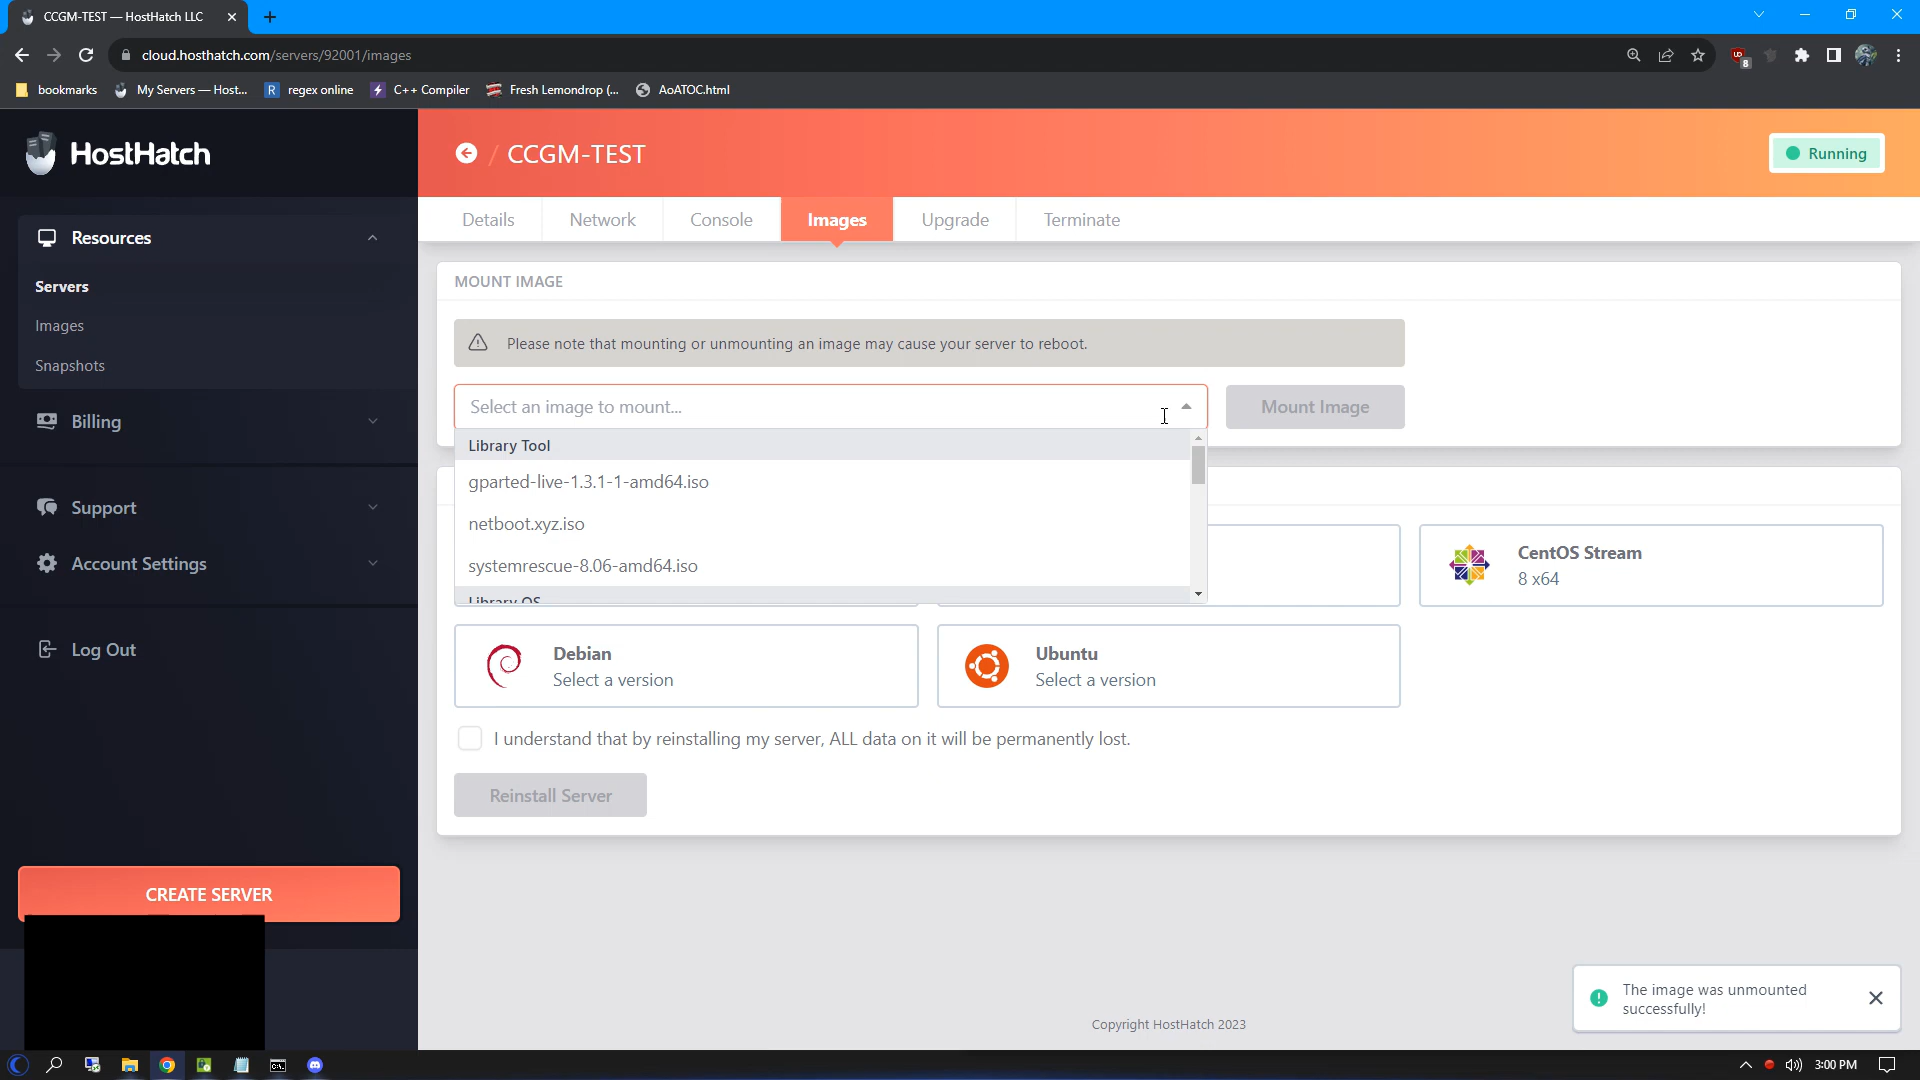 CCGM-TEST — HostHatch LLC
cloud.hosthatch.com/servers/92001/images
8
bookmarks
My Servers — Host...
R
regex online
C++ Compiler
Fresh Lemondrop (...
AoATOC.html
HostHatch
/ CCGM-TEST
Running
Resources
Servers
Images
Snapshots
Billing
Support
Account Settings
Log Out
CREATE SERVER
Details
Network
Console
Images
Upgrade
Terminate
MOUNT IMAGE
Please note that mounting or unmounting an image may cause your server to reboot.
Select an image to mount...
Mount Image
Library Tool
gparted-live-1.3.1-1-amd64.iso
netboot.xyz.iso
systemrescue-8.06-amd64.iso
Library OS
CentOS Stream
8 x64
Debian
Select a version
Ubuntu
Select a version
I understand that by reinstalling my server, ALL data on it will be permanently lost.
Reinstall Server
The image was unmounted
successfully!
Copyright HostHatch 2023
3:00 PM